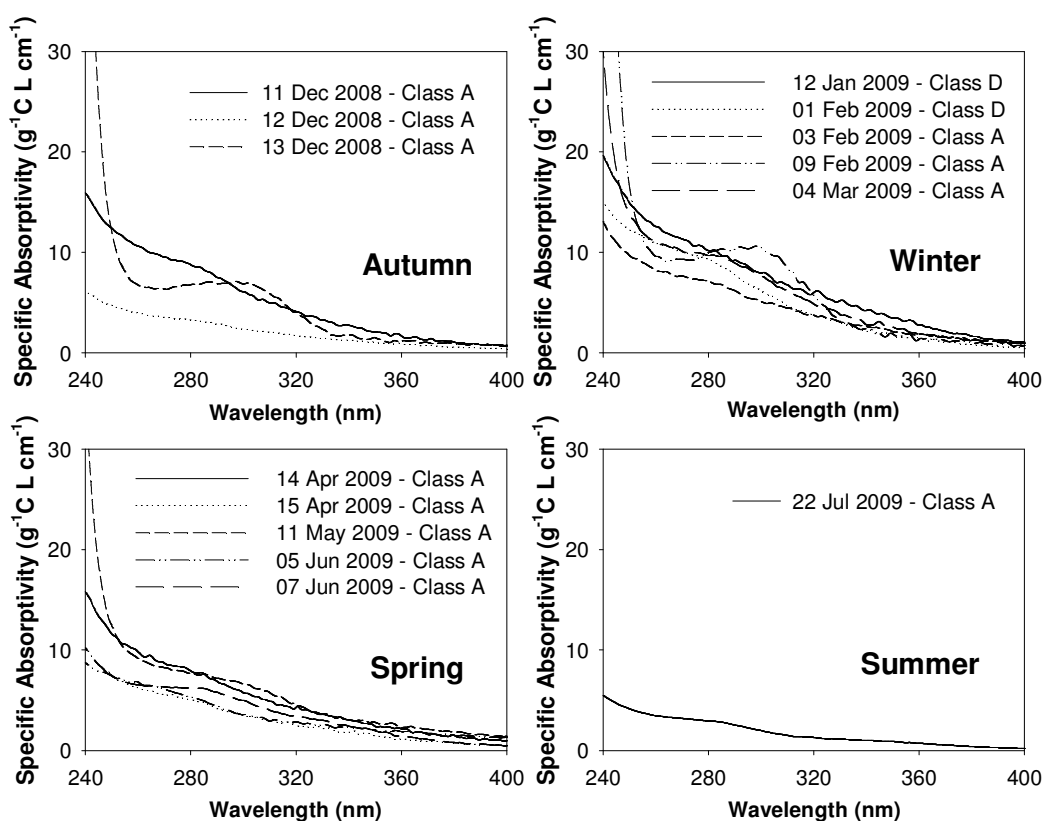 Specific Absorptivity (g⁻¹C L cm⁻¹)
30
20
10
0
11 Dec 2008 - Class A
12 Dec 2008 - Class A
13 Dec 2008 - Class A
Autumn
240 280 320 360 400
Wavelength (nm)
Specific Absorptivity (g⁻¹C L cm⁻¹)
30
20
10
0
12 Jan 2009 - Class D
01 Feb 2009 - Class D
03 Feb 2009 - Class A
09 Feb 2009 - Class A
04 Mar 2009 - Class A
Winter
240 280 320 360 400
Wavelength (nm)
Specific Absorptivity (g⁻¹C L cm⁻¹)
30
20
10
0
14 Apr 2009 - Class A
15 Apr 2009 - Class A
11 May 2009 - Class A
05 Jun 2009 - Class A
07 Jun 2009 - Class A
Spring
240 280 320 360 400
Wavelength (nm)
Specific Absorptivity (g⁻¹C L cm⁻¹)
30
20
10
0
22 Jul 2009 - Class A
Summer
240 280 320 360 400
Wavelength (nm)